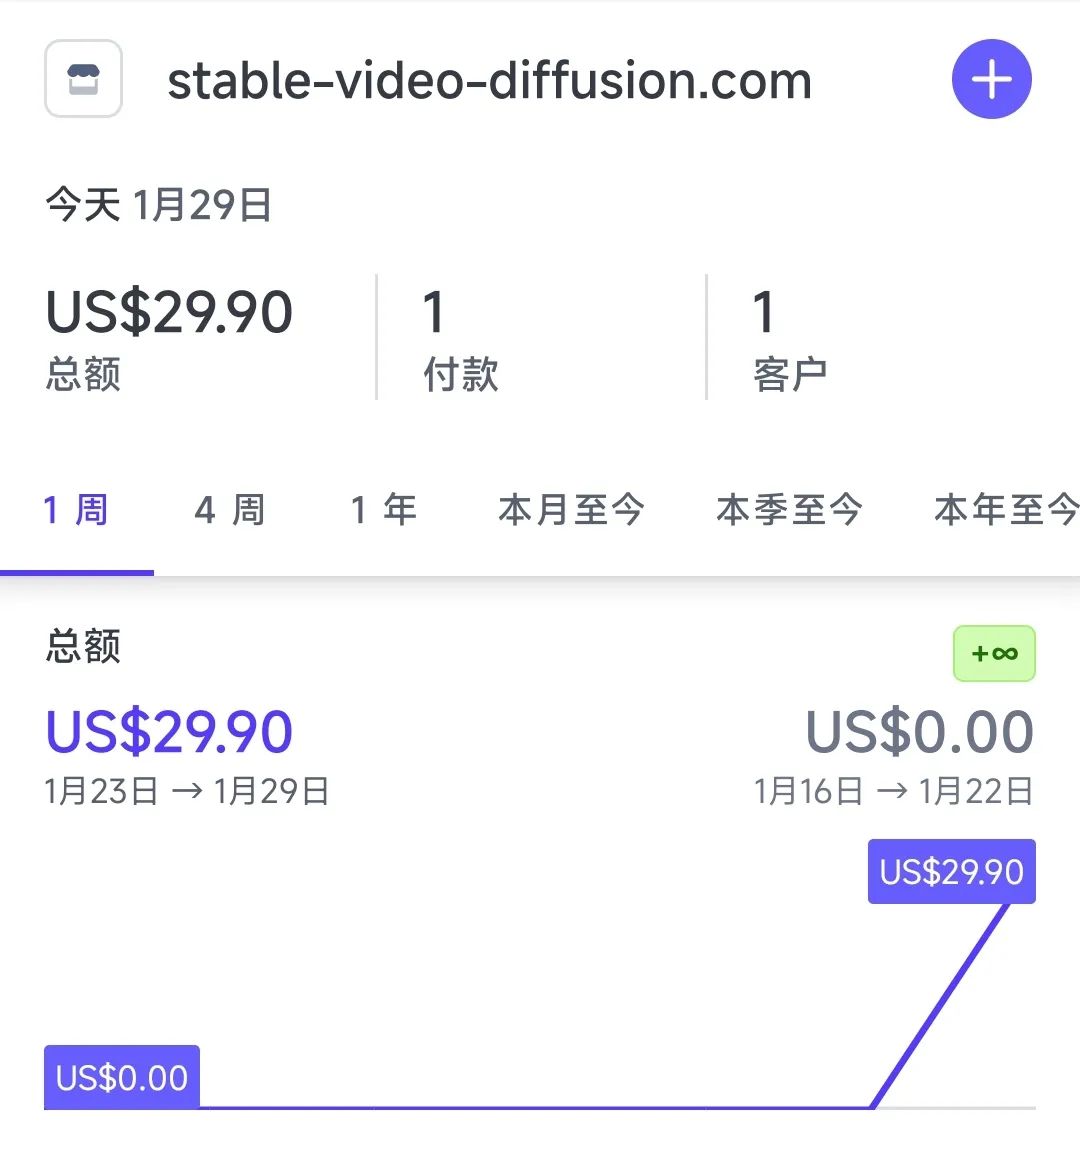 stable-video-diffusion.com
今天 1月29日
US$29.90
总额
1
付款
1
客户
1 周 4 周 1 年 本月至今 本季至今 本年至今
总额
+∞
US$29.90 US$0.00
1月23日 → 1月29日 1月16日 → 1月22日
US$29.90
US$0.00